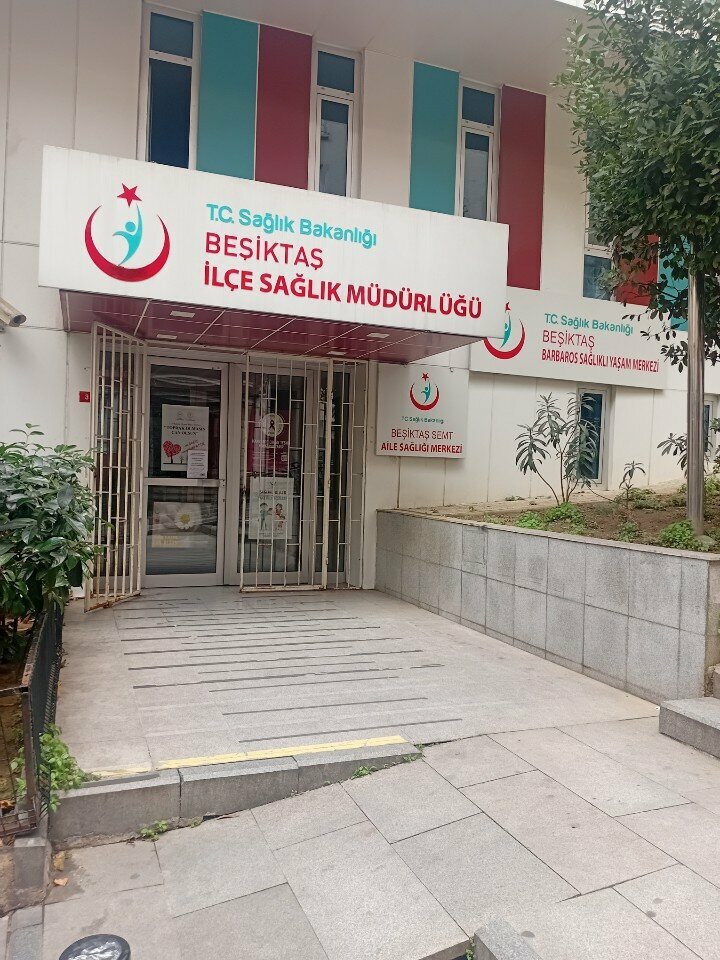 T.C. Sağlık Bakanlığı
BEŞİKTAŞ
İLÇE SAĞLIK MÜDÜRLÜĞÜ
T.C. Sağlık Bakanlığı
BEŞİKTAŞ
BARBAROS SAĞLIKLI YAŞAM MERKEZİ
T.C. Sağlık Bakanlığı
BEŞİKTAŞ SEMT
AİLE SAĞLIĞI MERKEZİ
3